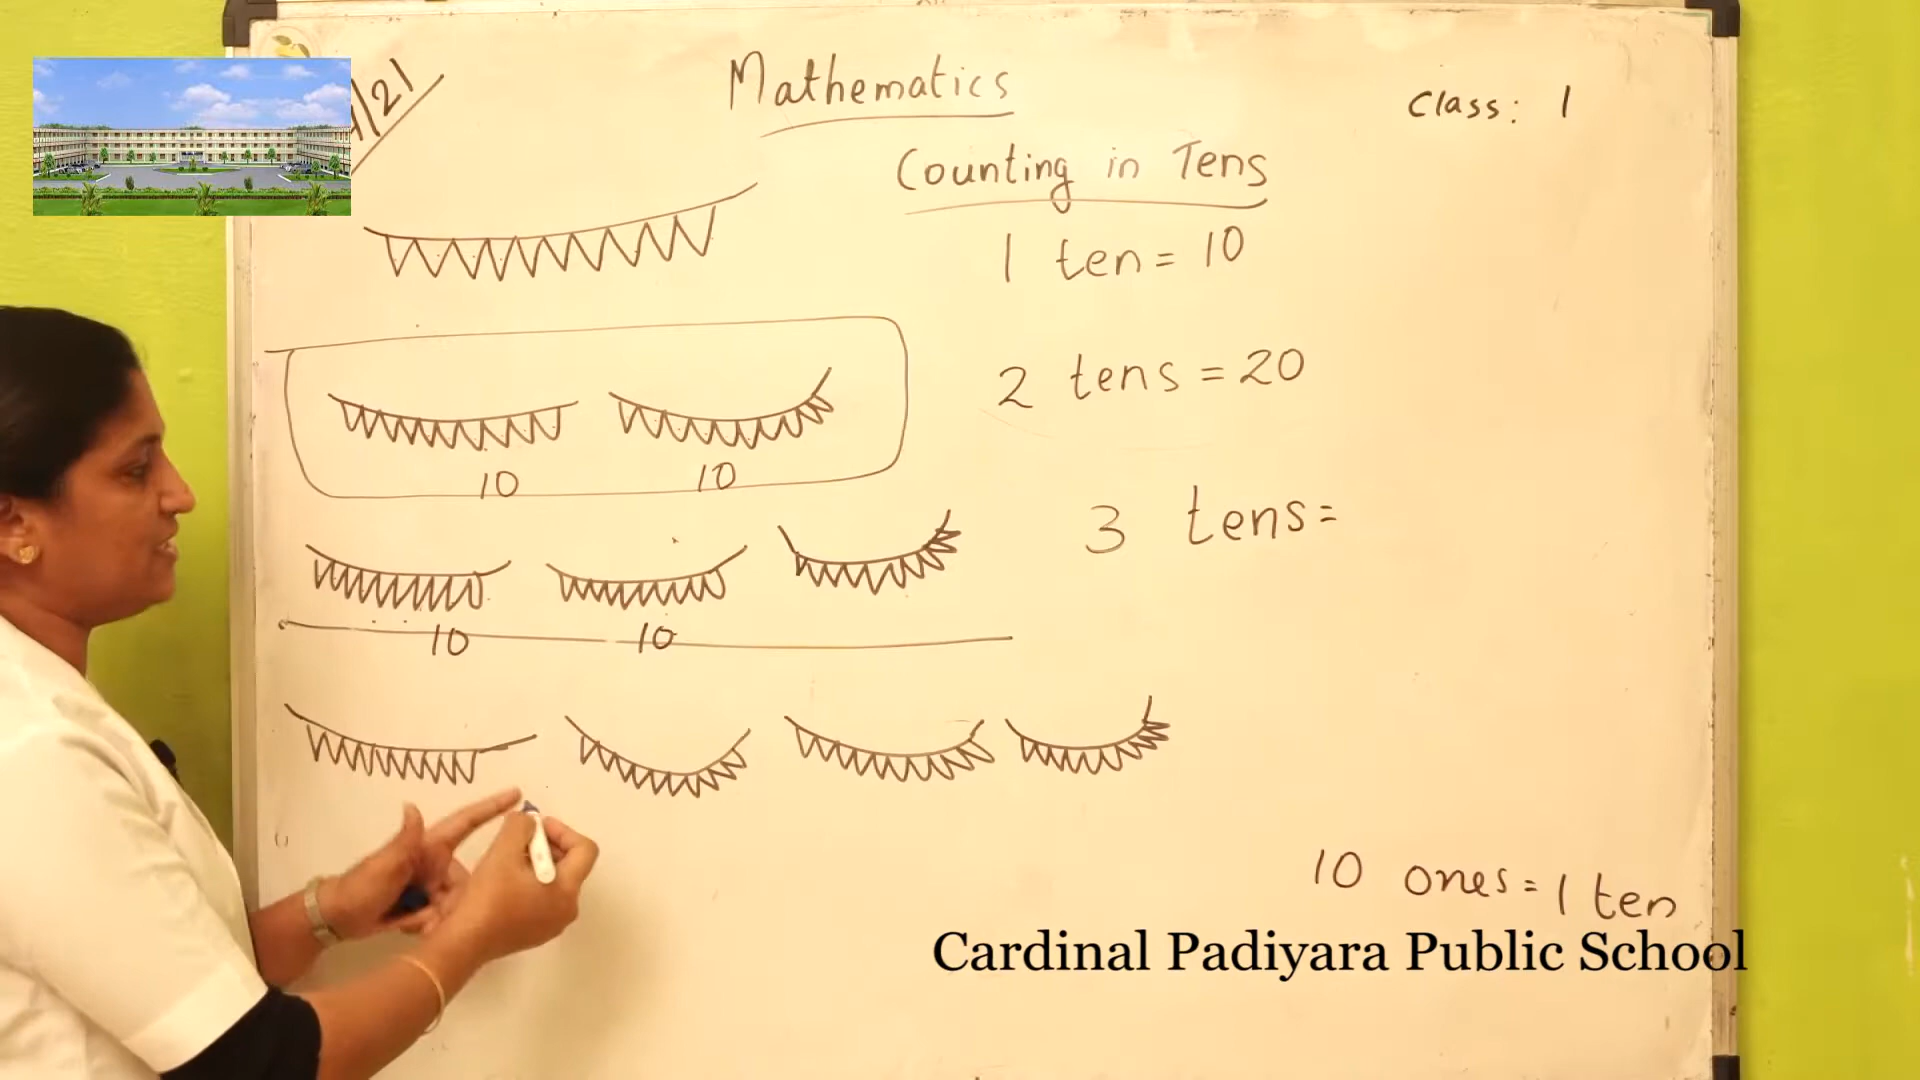 /21
Mathematics
Class: 1
Counting in Tens
1 ten = 10
2 tens = 20
10 10
3 tens =
10 10
10 ones = 1 ten
Cardinal Padiyara Public School